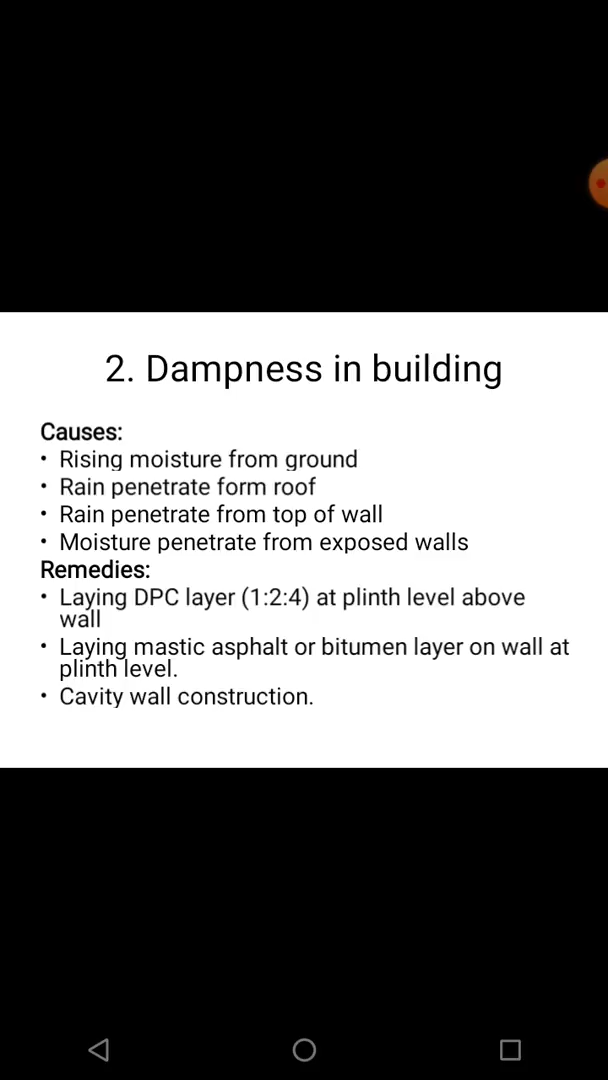 2. Dampness in building
Causes:
• Rising moisture from ground
• Rain penetrate form roof
• Rain penetrate from top of wall
• Moisture penetrate from exposed walls
Remedies:
• Laying DPC layer (1:2:4) at plinth level above
wall
• Laying mastic asphalt or bitumen layer on wall at
plinth level.
• Cavity wall construction.